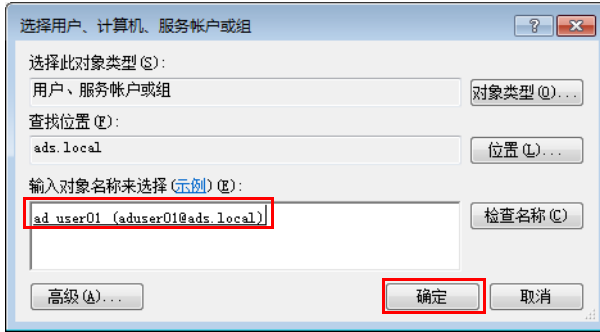 选择用户、计算机、服务帐户或组
选择此对象类型(S):
用户、服务帐户或组
对象类型(O)...
查找位置(F):
ads.local
位置(L)...
输入对象名称来选择(示例)(E):
ad user01 (aduser01@ads.local)
检查名称(C)
高级(A)...
确定
取消